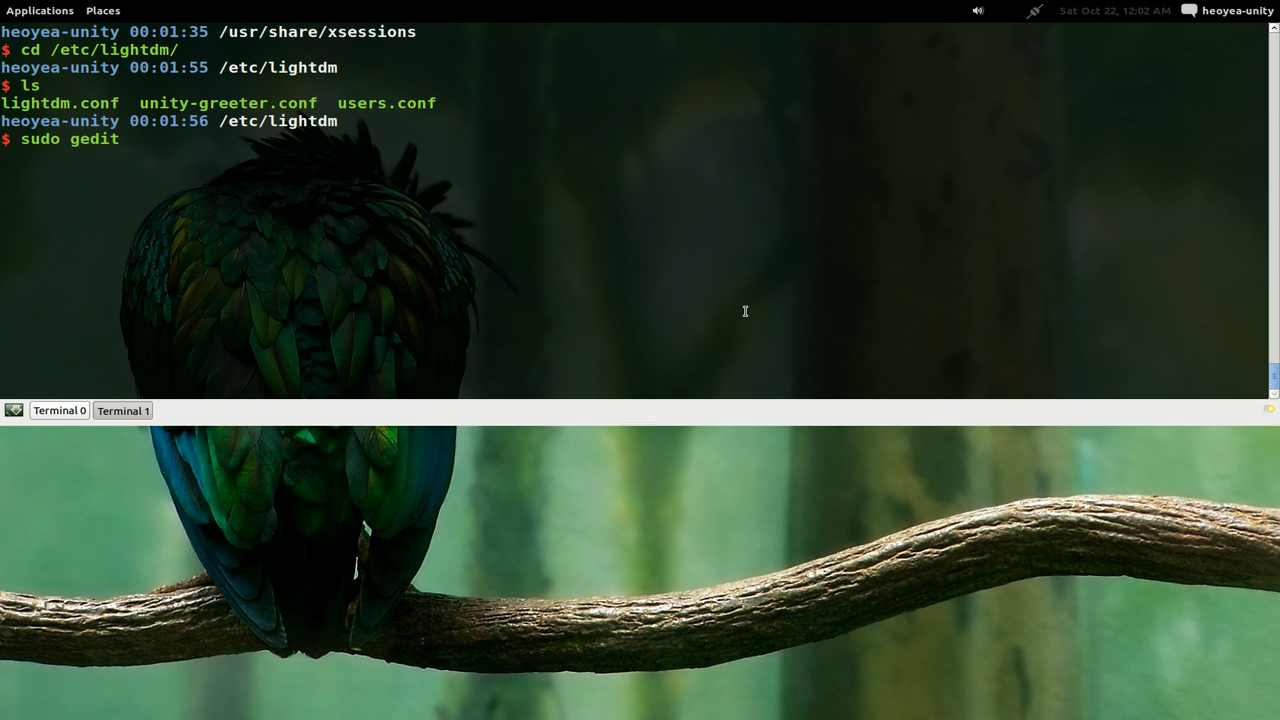 Applications Places Sat Oct 22, 12:02 AM heoyea-unity
heoyea-unity 00:01:35 /usr/share/xsessions
$ cd /etc/lightdm/
heoyea-unity 00:01:55 /etc/lightdm
$ ls
lightdm.conf unity-greeter.conf users.conf
heoyea-unity 00:01:56 /etc/lightdm
$ sudo gedit
Terminal 0 Terminal 1